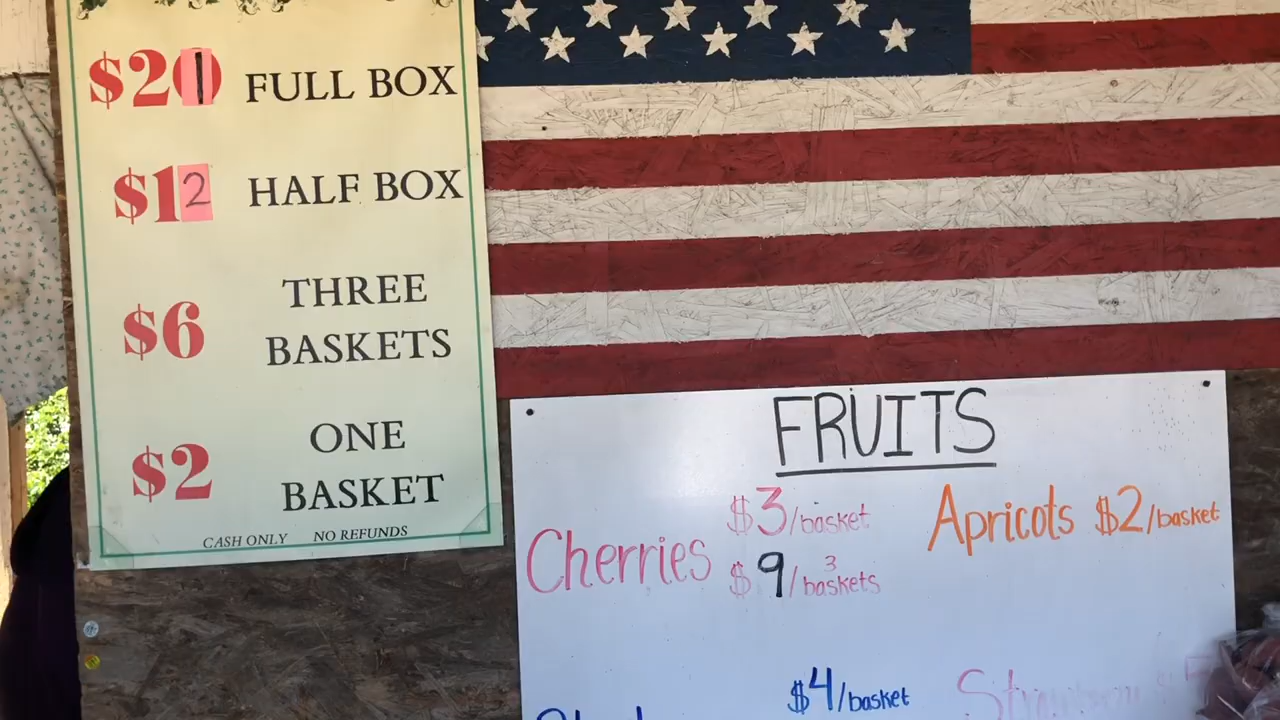 $21 FULL BOX
$12 HALF BOX
$6 THREE
BASKETS
$2 ONE
BASKET
CASH ONLY NO REFUNDS
FRUITS
Cherries $3/basket
$9/3 baskets
Apricots $2/basket
$4/basket